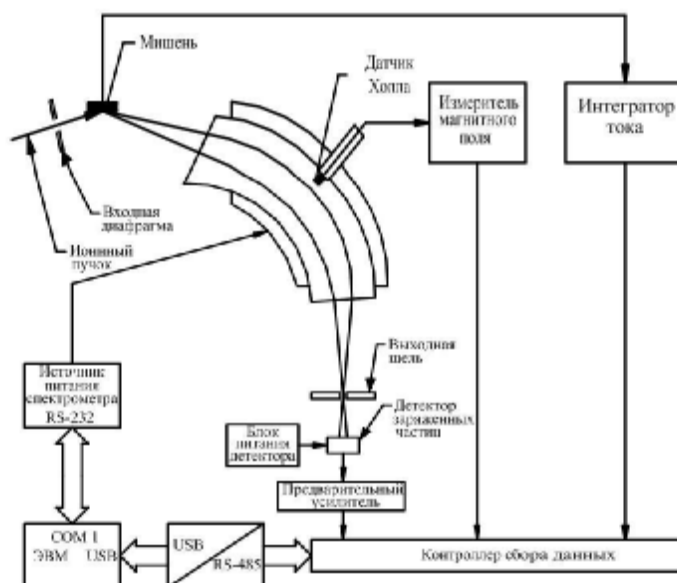 Мишень
Датчик
Холла
Измеритель
магнитного
поля
Интегратор
тока
Входная
диафрагма
Ионный
пучок
Источник
питания
спектрометра
RS-232
Выходная
щель
Детектор
заряженных
частиц
Блок
питания
детектора
Предварительный
усилитель
COM 1
ЭВМ USB
USB
RS-485
Контроллер сбора данных